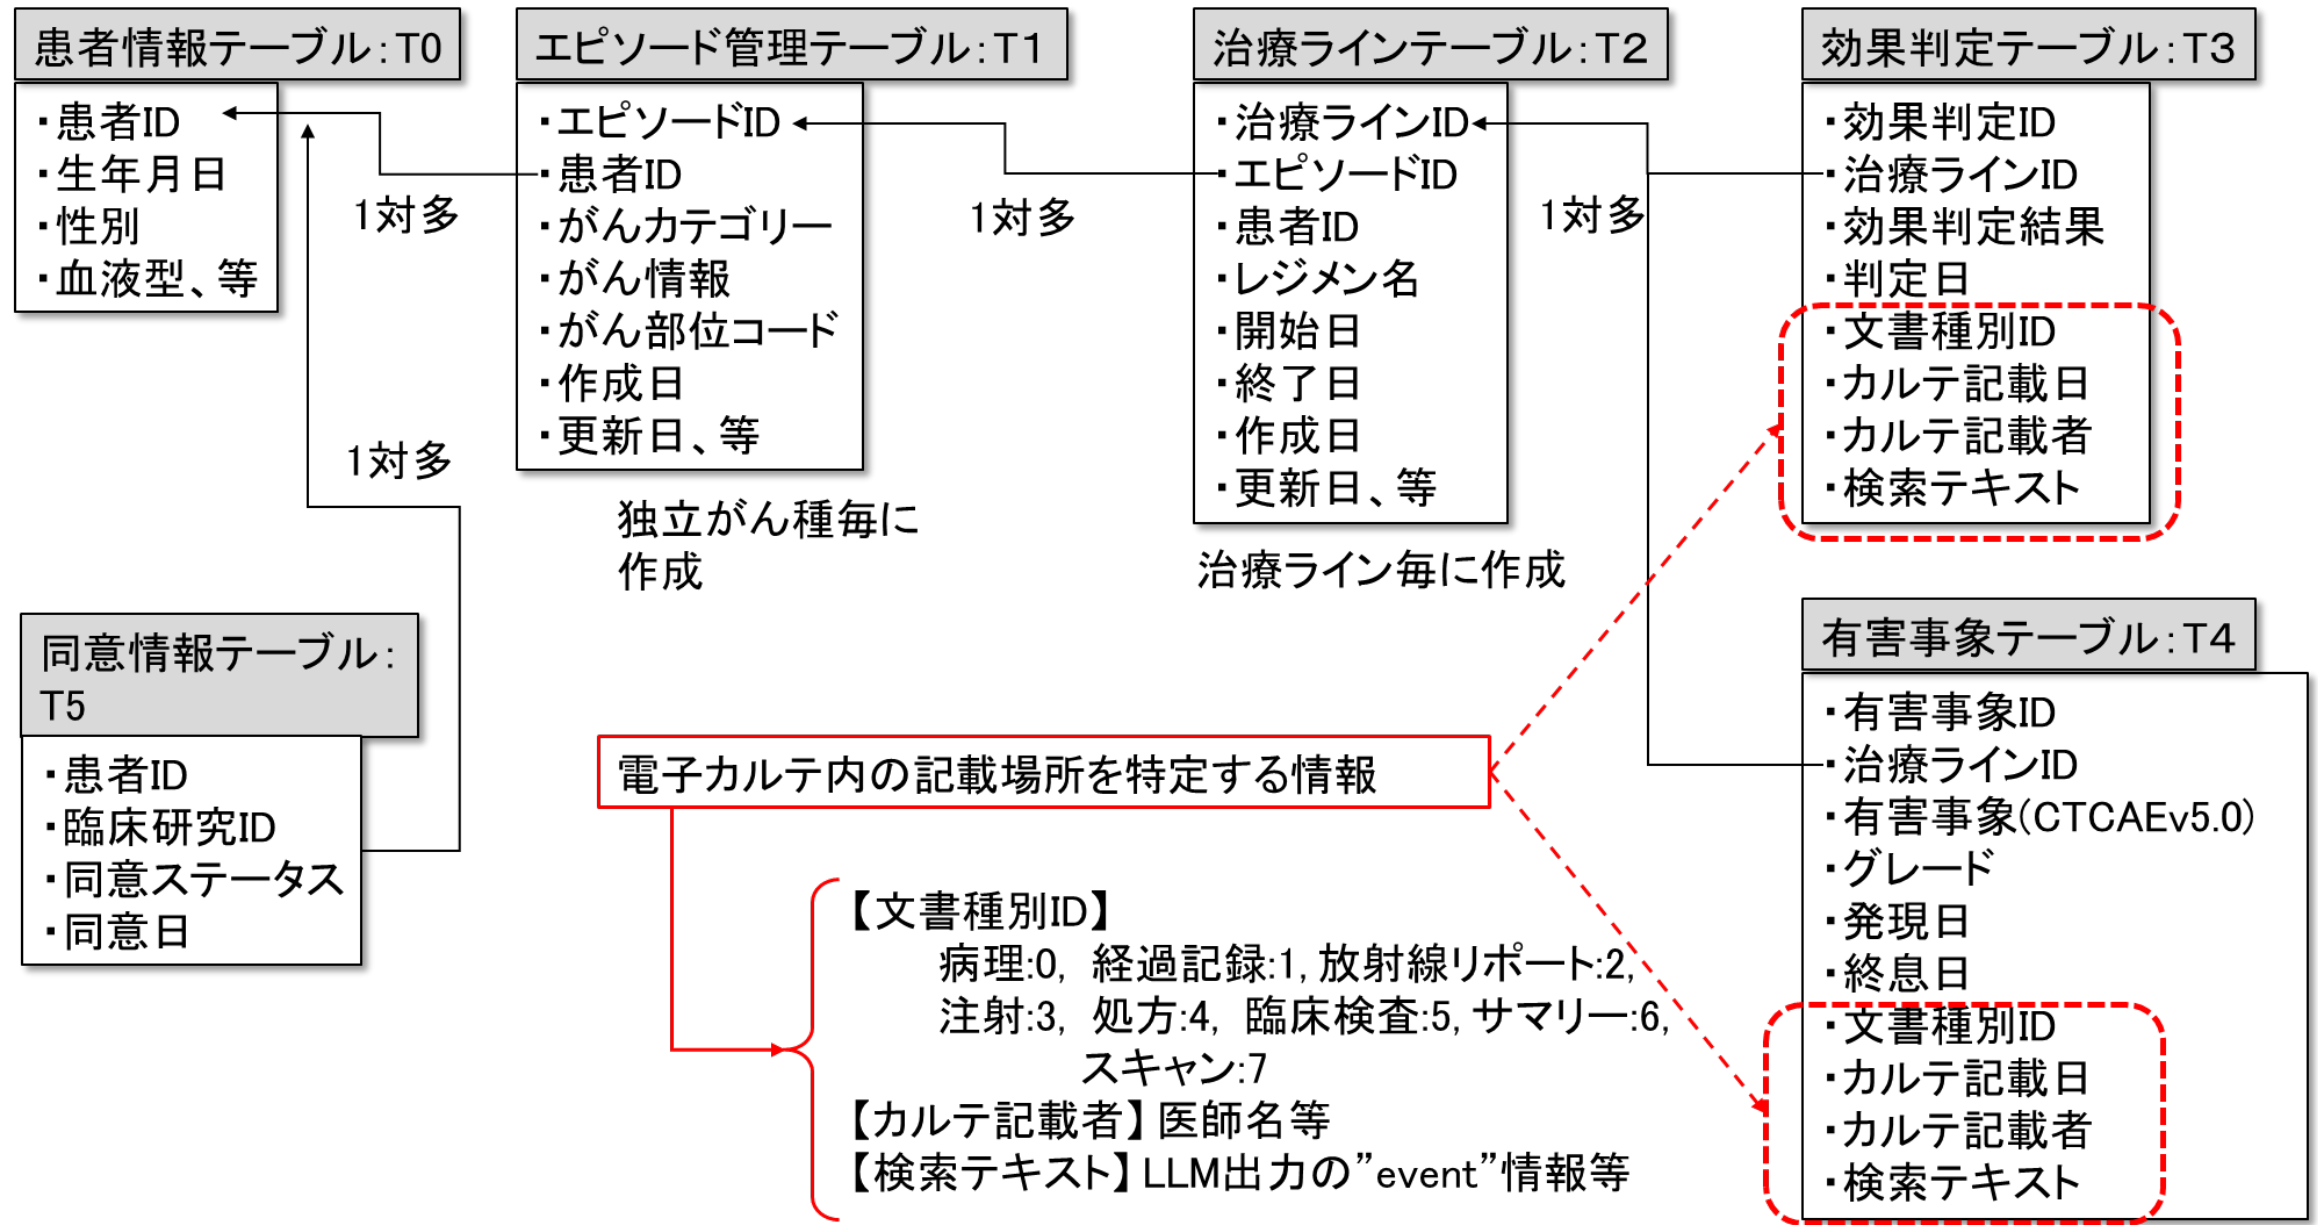 患者情報テーブル:T0
・患者ID
・生年月日
・性別
・血液型、等
1対多
エピソード管理テーブル:T1
・エピソードID
・患者ID
・がんカテゴリー
・がん情報
・がん部位コード
・作成日
・更新日、等
独立がん種毎に
作成
1対多
治療ラインテーブル:T2
・治療ラインID
・エピソードID
・患者ID
・レジメン名
・開始日
・終了日
・作成日
・更新日、等
治療ライン毎に作成
1対多
効果判定テーブル:T3
・効果判定ID
・治療ラインID
・効果判定結果
・判定日
・文書種別ID
・カルテ記載日
・カルテ記載者
・検索テキスト
1対多
同意情報テーブル:
T5
・患者ID
・臨床研究ID
・同意ステータス
・同意日
有害事象テーブル:T4
・有害事象ID
・治療ラインID
・有害事象(CTCAEv5.0)
・グレード
・発現日
・終息日
・文書種別ID
・カルテ記載日
・カルテ記載者
・検索テキスト
電子カルテ内の記載場所を特定する情報
【文書種別ID】
病理:0, 経過記録:1, 放射線リポート:2,
注射:3, 処方:4, 臨床検査:5, サマリー:6,
スキャン:7
【カルテ記載者】医師名等
【検索テキスト】LLM出力の”event”情報等